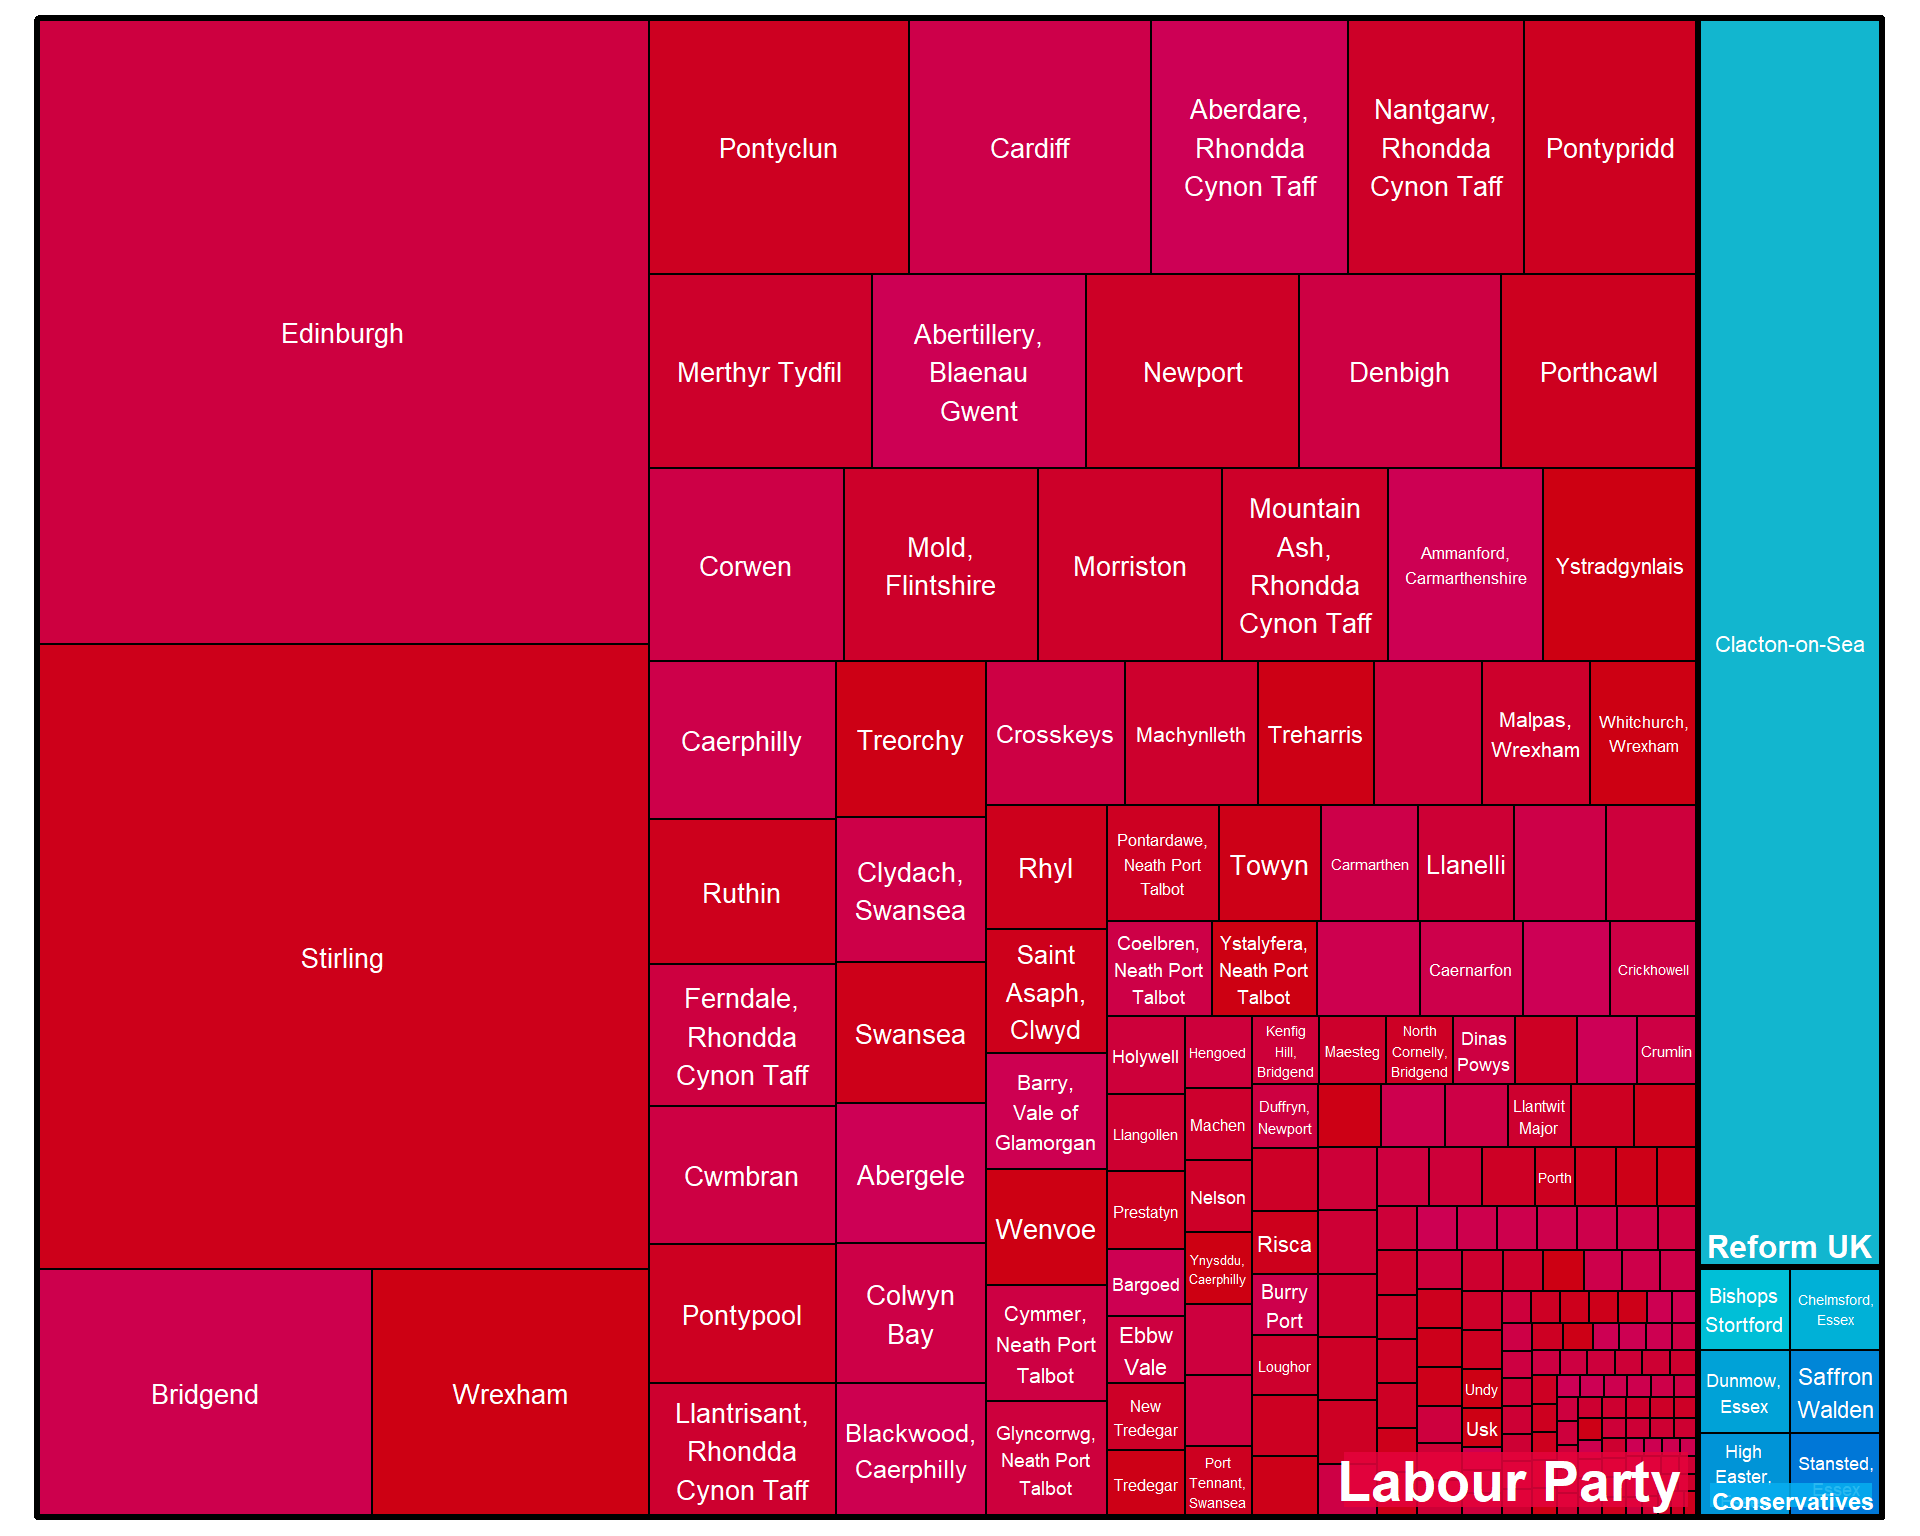 Edinburgh
Stirling
Bridgend
Wrexham
Pontyclun
Cardiff
Aberdare,
Rhondda
Cynon Taff
Nantgarw,
Rhondda
Cynon Taff
Pontypridd
Merthyr Tydfil
Abertillery,
Blaenau
Gwent
Newport
Denbigh
Porthcawl
Corwen
Mold,
Flintshire
Morriston
Mountain
Ash,
Rhondda
Cynon Taff
Ammanford,
Carmarthenshire
Ystradgynlais
Caerphilly
Ruthin
Ferndale,
Rhondda
Cynon Taff
Cwmbran
Pontypool
Llantrisant,
Rhondda
Cynon Taff
Treorchy
Clydach,
Swansea
Swansea
Abergele
Colwyn
Bay
Blackwood,
Caerphilly
Crosskeys
Machynlleth
Treharris
Malpas,
Wrexham
Whitchurch,
Wrexham
Rhyl
Saint
Asaph,
Clwyd
Barry,
Vale of
Glamorgan
Wenvoe
Cymmer,
Neath Port
Talbot
Glyncorrwg,
Neath Port
Talbot
Pontardawe,
Neath Port
Talbot
Towyn
Carmarthen
Llanelli
Coelbren,
Neath Port
Talbot
Ystalyfera,
Neath Port
Talbot
Caernarfon
Crickhowell
Holywell
Llangollen
Prestatyn
Bargoed
Ebbw
Vale
New
Tredegar
Tredegar
Hengoed
Machen
Nelson
Ynysddu,
Caerphilly
Port
Tennant,
Swansea
Kenfig
Hill,
Bridgend
Maesteg
North
Cornelly,
Bridgend
Dinas
Powys
Crumlin
Duffryn,
Newport
Llantwit
Major
Porth
Risca
Burry
Port
Loughor
Undy
Usk
Labour Party
Clacton-on-Sea
Reform UK
Bishops
Stortford
Chelmsford,
Essex
Dunmow,
Essex
Saffron
Walden
High
Easter,
Stansted,
Essex
Conservatives